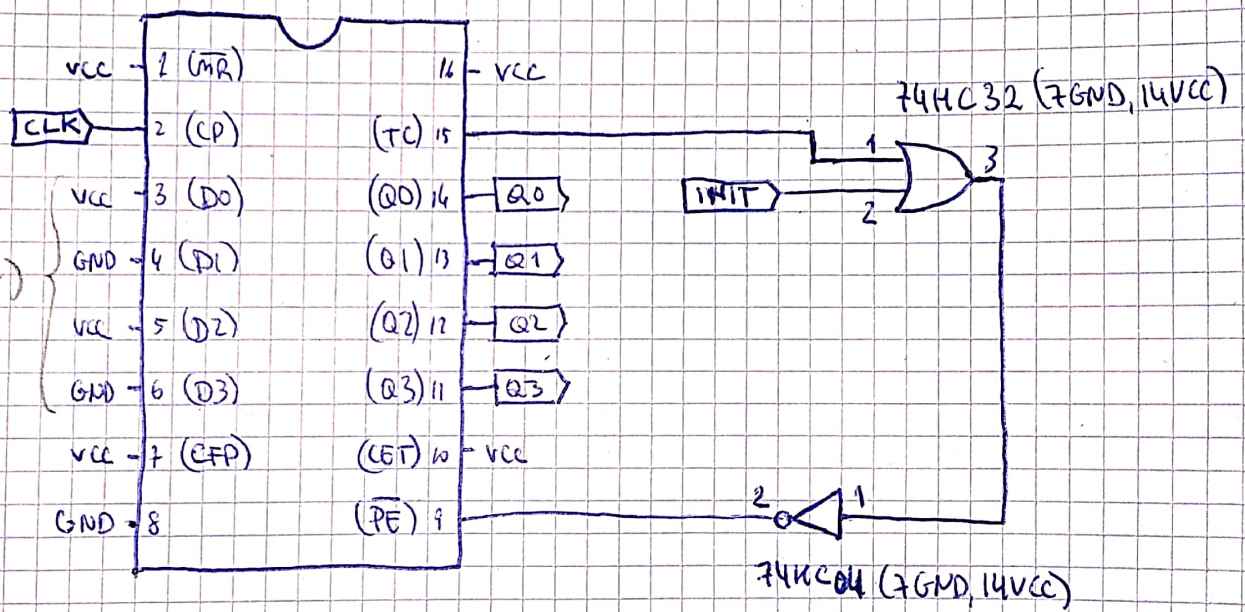 VCC 1 (MR) 16 VCC
74HC32 (7GND, 14VCC)
CLK 2 (CP) (TC) 15 1 3
VCC 3 (D0) (Q0) 14 Q0 INIT 2
GND 4 (D1) (Q1) 13 Q1
VCC 5 (D2) (Q2) 12 Q2
GND 6 (D3) (Q3) 11 Q3
VCC 7 (CEP) (CET) 10 VCC
GND 8 (PE) 9 2 1
74HC04 (7GND, 14VCC)